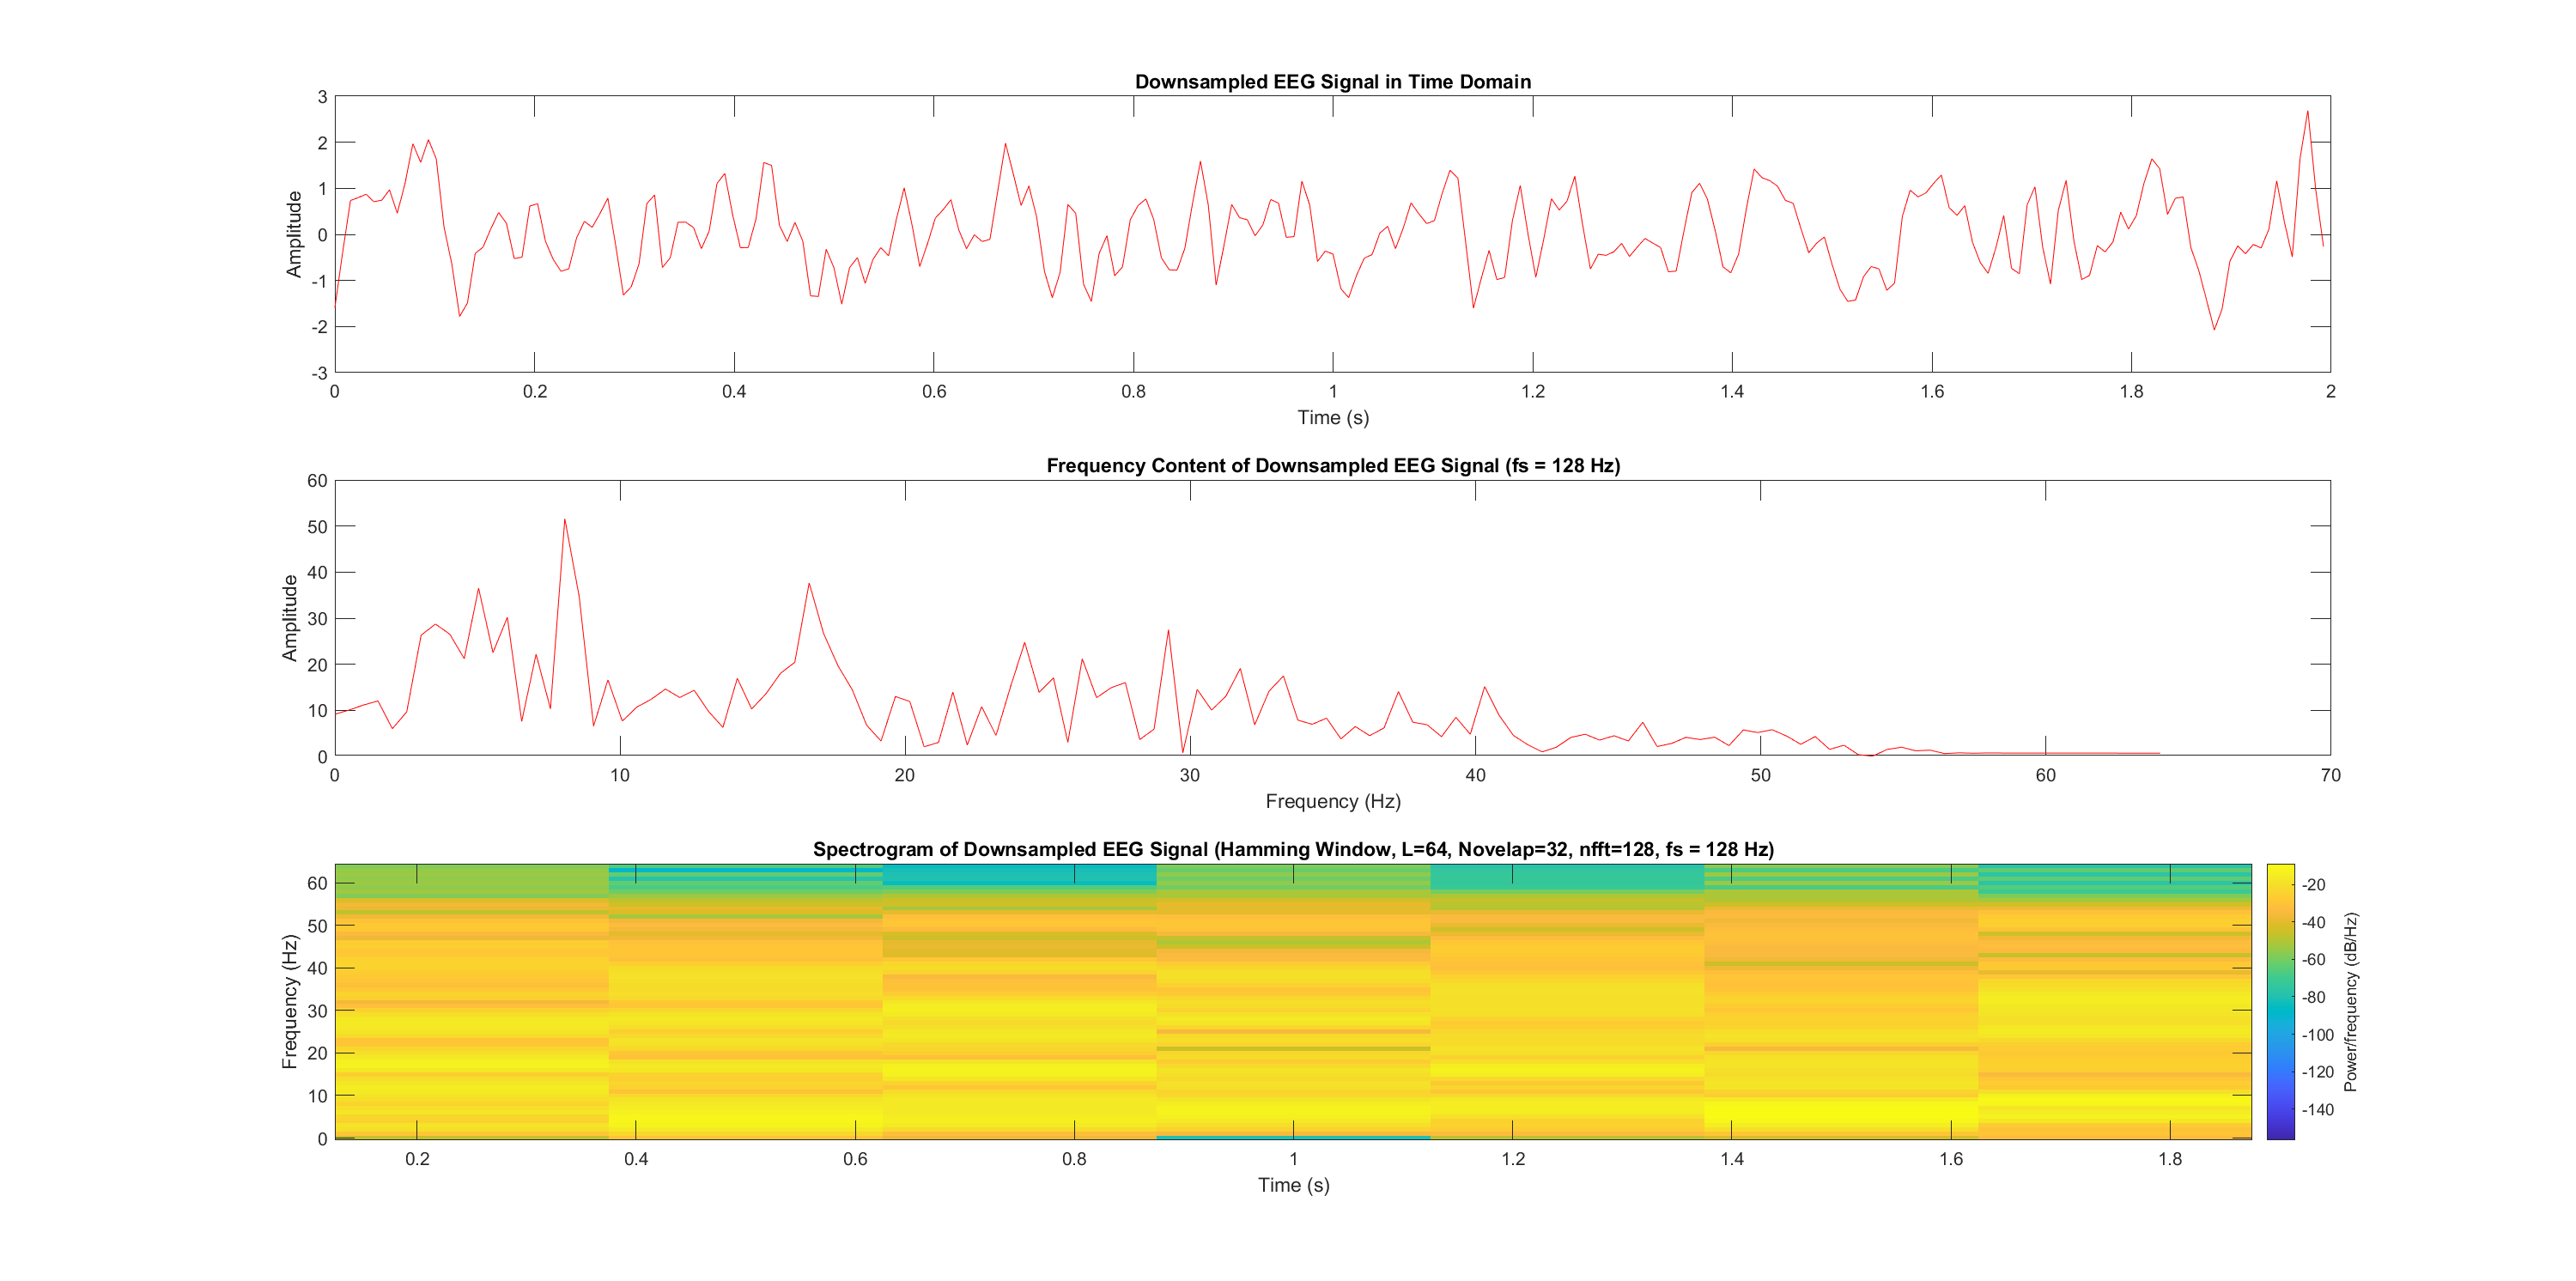 Downsampled EEG Signal in Time Domain
3
2
1
0
-1
-2
-3
Amplitude
0 0.2 0.4 0.6 0.8 1 1.2 1.4 1.6 1.8 2
Time (s)
Frequency Content of Downsampled EEG Signal (fs = 128 Hz)
60
50
40
30
20
10
0
Amplitude
0 10 20 30 40 50 60 70
Frequency (Hz)
Spectrogram of Downsampled EEG Signal (Hamming Window, L=64, Novelap=32, nfft=128, fs = 128 Hz)
60
50
40
30
20
10
0
Frequency (Hz)
0.2 0.4 0.6 0.8 1 1.2 1.4 1.6 1.8
Time (s)
-20
-40
-60
-80
-100
-120
-140
Power/frequency (dB/Hz)